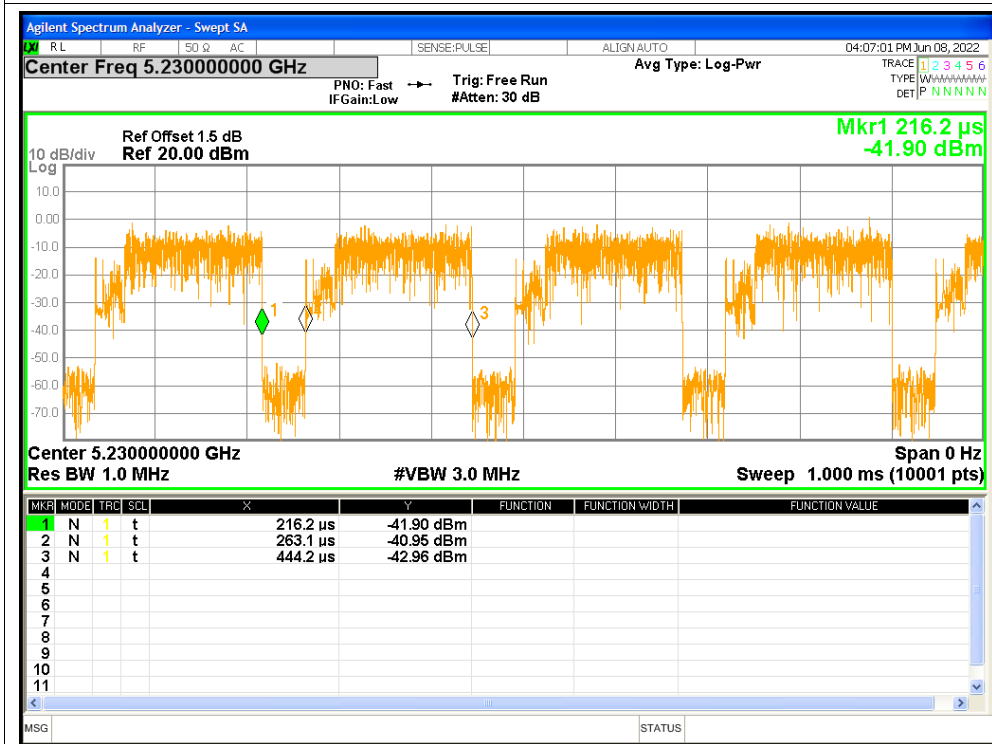 Agilent Spectrum Analyzer - Swept SA
LXI RL RF 50 Ω AC SENSE:PULSE ALIGN AUTO 04:07:01 PM Jun 08, 2022
Center Freq 5.230000000 GHz Avg Type: Log-Pwr TRACE 1 2 3 4 5 6
PNO: Fast Trig: Free Run TYPE W
IFGain:Low #Atten: 30 dB DET P N N N N N
Mkr1 216.2 µs
Ref Offset 1.5 dB
10 dB/div Ref 20.00 dBm -41.90 dBm
Log
10.0
0.00
-10.0
-20.0
-30.0
1 3
-40.0
-50.0
-60.0
-70.0
Center 5.230000000 GHz Span 0 Hz
Res BW 1.0 MHz #VBW 3.0 MHz Sweep 1.000 ms (10001 pts)
MKR MODE TRC SCL X Y FUNCTION FUNCTION WIDTH FUNCTION VALUE
1 N 1 t 216.2 µs -41.90 dBm
2 N 1 t 263.1 µs -40.95 dBm
3 N 1 t 444.2 µs -42.96 dBm
4
5
6
7
8
9
10
11
MSG STATUS